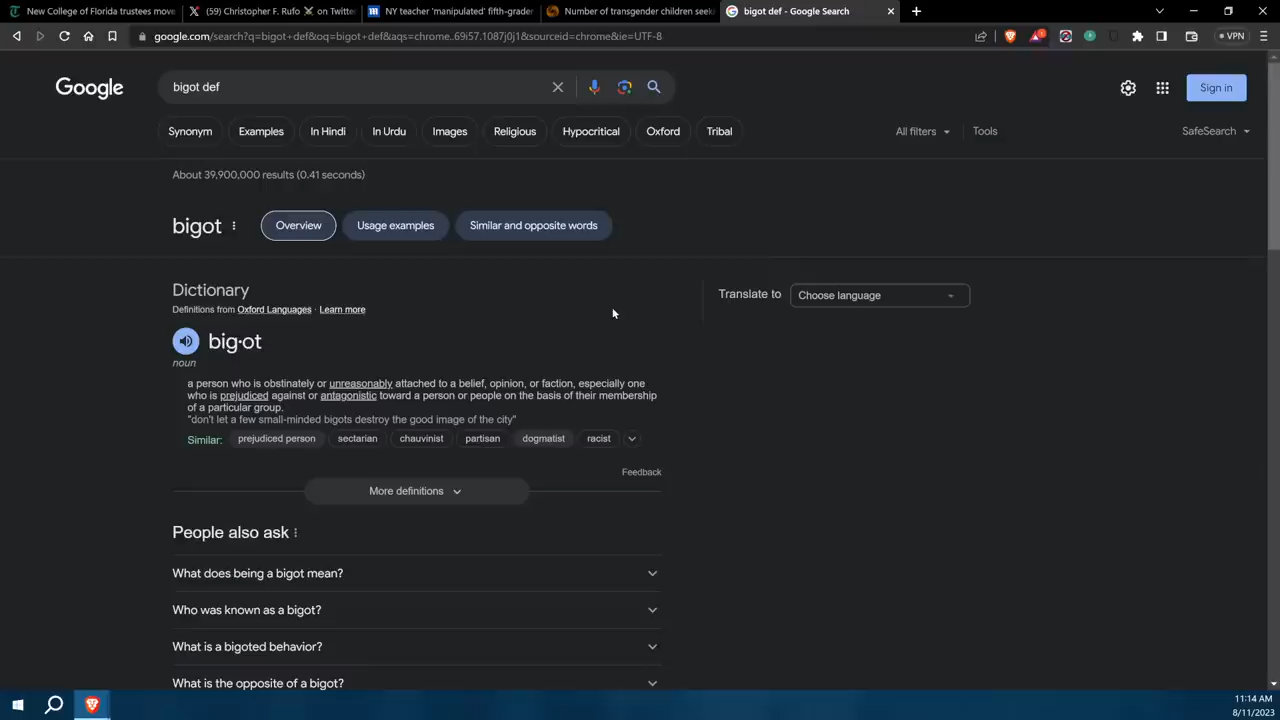 New College of Florida trustees move
(59) Christopher F. Rufo ⚔ on Twitter
NY teacher 'manipulated' fifth-grader
Number of transgender children seeki
bigot def - Google Search
google.com/search?q=bigot+def&oq=bigot+def&aqs=chrome..69i57.1087j0j1&sourceid=chrome&ie=UTF-8
VPN
Google
bigot def
Sign in
Synonym
Examples
In Hindi
In Urdu
Images
Religious
Hypocritical
Oxford
Tribal
All filters
Tools
SafeSearch
About 39,900,000 results (0.41 seconds)
bigot
Overview
Usage examples
Similar and opposite words
Dictionary
Definitions from Oxford Languages · Learn more
Translate to
Choose language
big·ot
noun
a person who is obstinately or unreasonably attached to a belief, opinion, or faction, especially one
who is prejudiced against or antagonistic toward a person or people on the basis of their membership
of a particular group.
"don't let a few small-minded bigots destroy the good image of the city"
Similar:
prejudiced person
sectarian
chauvinist
partisan
dogmatist
racist
Feedback
More definitions
People also ask
What does being a bigot mean?
Who was known as a bigot?
What is a bigoted behavior?
What is the opposite of a bigot?
11:14 AM
8/11/2023